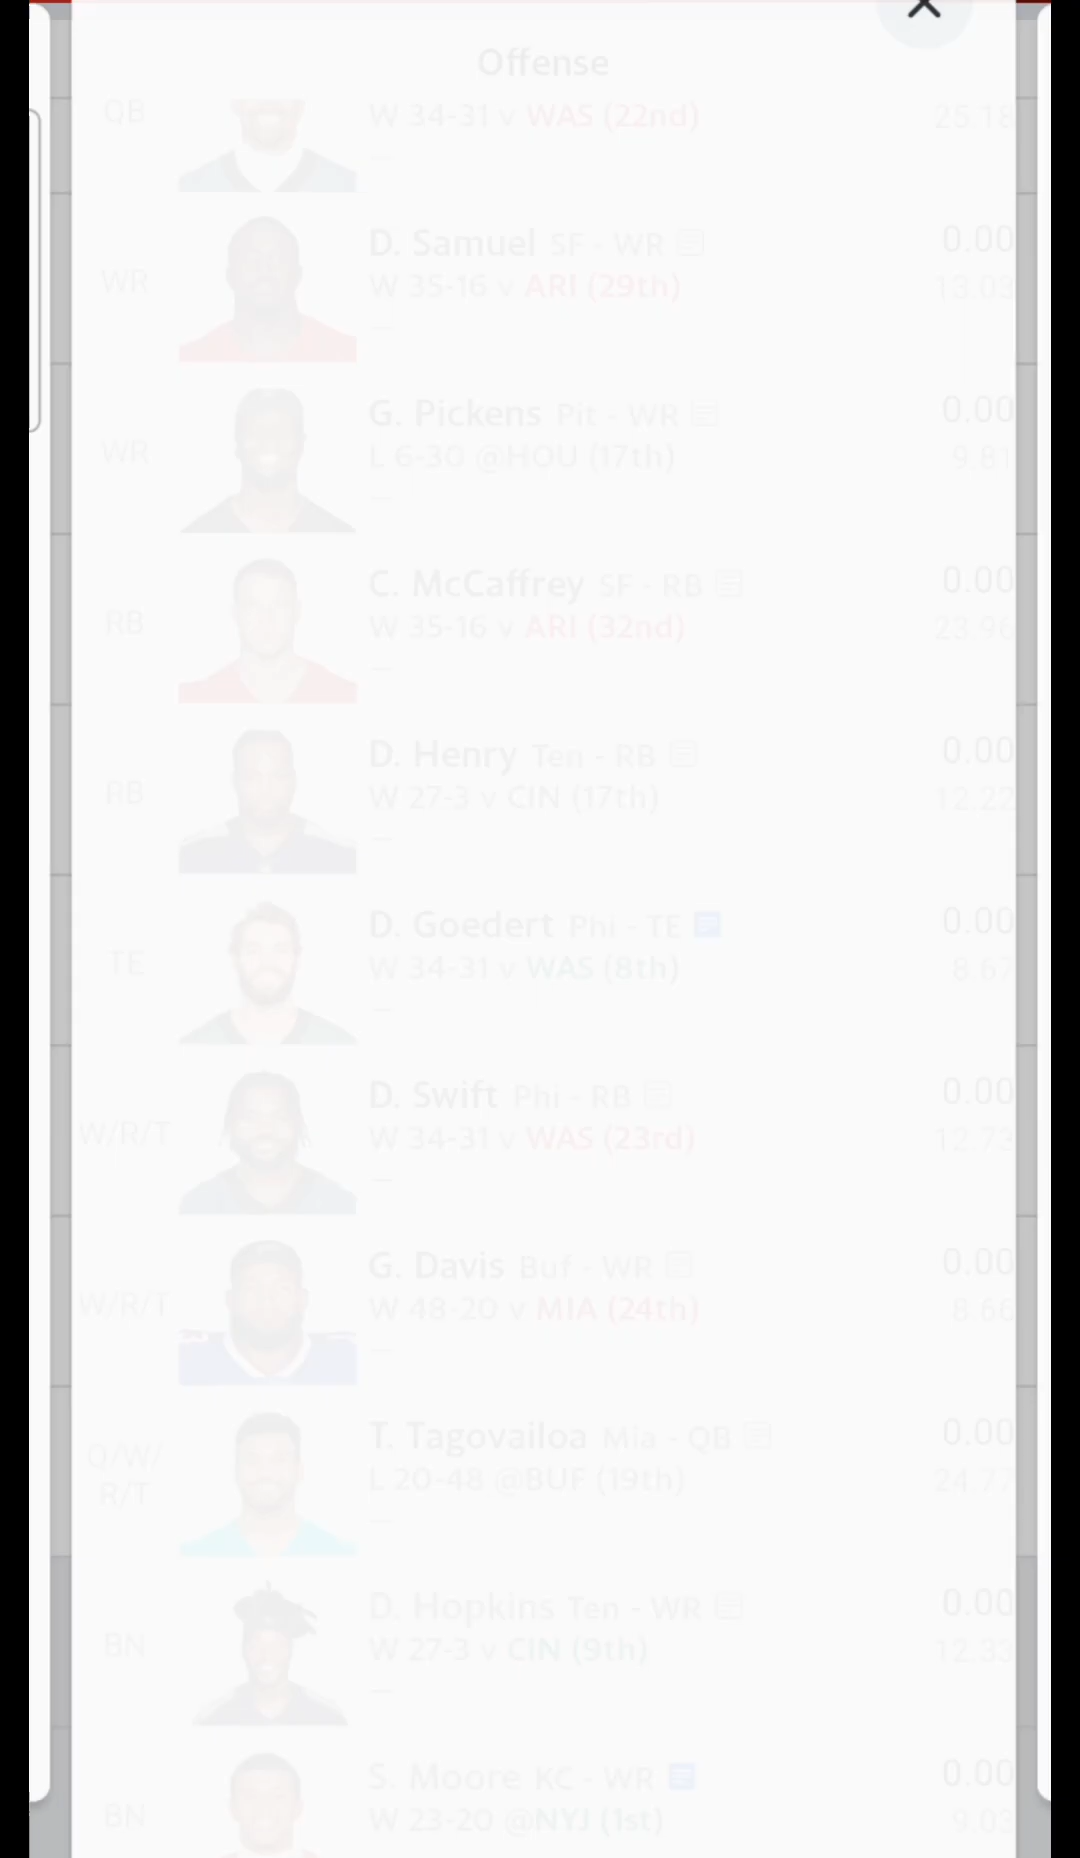 Offense
QB
W 34-31 v WAS (22nd)
25.18
—
WR
D. Samuel SF - WR
0.00
W 35-16 v ARI (29th)
13.03
—
WR
G. Pickens Pit - WR
0.00
L 6-30 @HOU (17th)
9.81
—
RB
C. McCaffrey SF - RB
0.00
W 35-16 v ARI (32nd)
23.96
—
RB
D. Henry Ten - RB
0.00
W 27-3 v CIN (17th)
12.22
—
TE
D. Goedert Phi - TE
0.00
W 34-31 v WAS (8th)
8.67
—
W/R/T
D. Swift Phi - RB
0.00
W 34-31 v WAS (23rd)
12.73
—
W/R/T
G. Davis Buf - WR
0.00
W 48-20 v MIA (24th)
8.66
—
Q/W/
R/T
T. Tagovailoa Mia - QB
0.00
L 20-48 @BUF (19th)
24.77
—
BN
D. Hopkins Ten - WR
0.00
W 27-3 v CIN (9th)
12.33
—
BN
S. Moore KC - WR
0.00
W 23-20 @NYJ (1st)
9.03